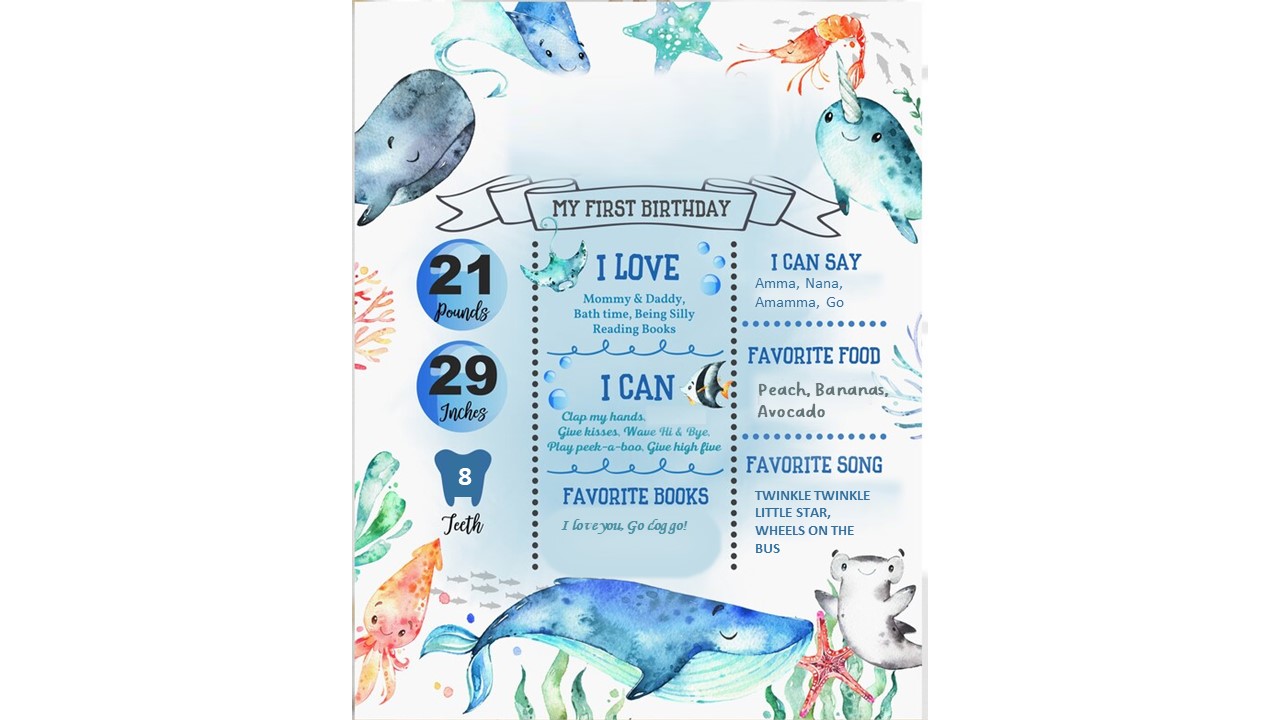 MY FIRST BIRTHDAY
21
Pounds
29
Inches
8
Teeth
I LOVE
Mommy & Daddy,
Bath time, Being Silly
Reading Books
I CAN
Clap my hands.
Give kisses, Wave Hi & Bye.
Play peek-a-boo. Give high five
FAVORITE BOOKS
I love you, Go dog go!
I CAN SAY
Amma, Nana,
Amamma, Go
FAVORITE FOOD
Peach, Bananas,
Avocado
FAVORITE SONG
TWINKLE TWINKLE
LITTLE STAR,
WHEELS ON THE
BUS